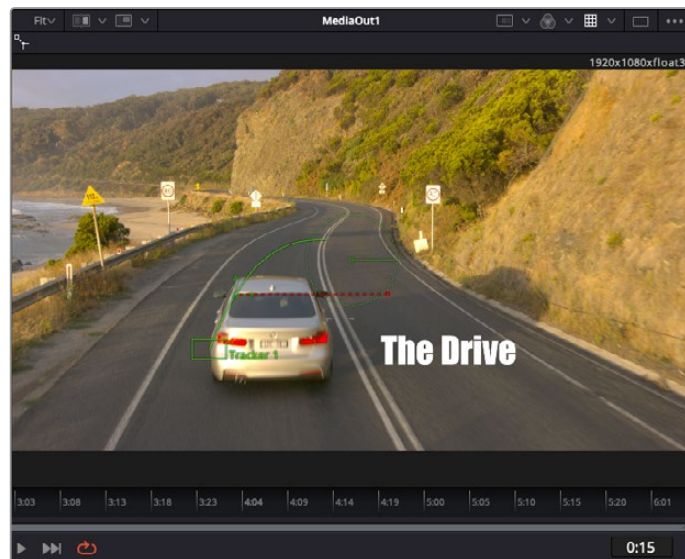 Fit MediaOut1
1920x1080xfloat3
Tracker 1
The Drive
3:03 3:08 3:13 3:18 3:23 4:04 4:09 4:14 4:19 5:00 5:05 5:10 5:15 5:20 6:01
0:15